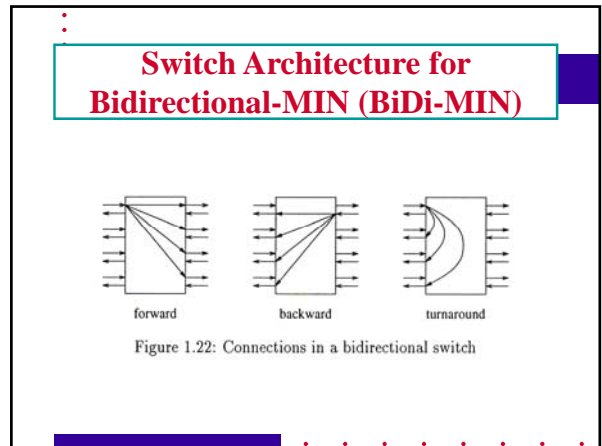 Switch Architecture for
Bidirectional-MIN (BiDi-MIN)
forward backward turnaround
Figure 1.22: Connections in a bidirectional switch